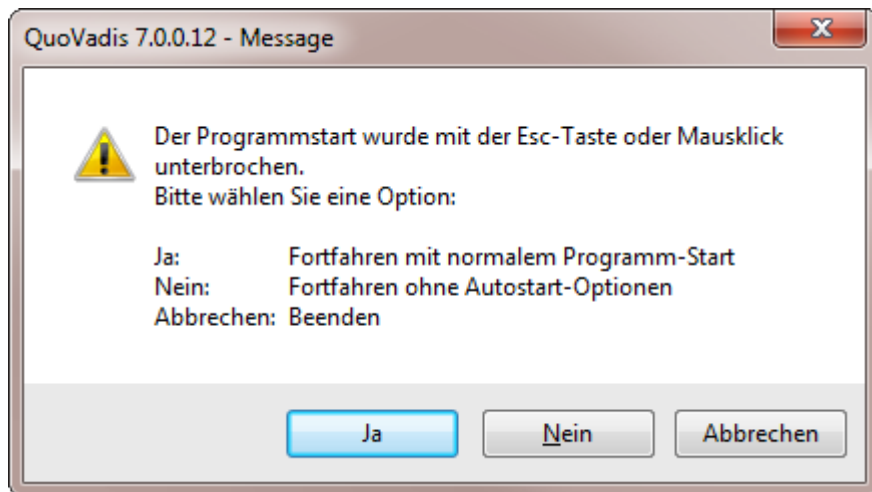 QuoVadis 7.0.0.12 - Message
Der Programmstart wurde mit der Esc-Taste oder Mausklick
unterbrochen.
Bitte wählen Sie eine Option:
Ja: Fortfahren mit normalem Programm-Start
Nein: Fortfahren ohne Autostart-Optionen
Abbrechen: Beenden
Ja Nein Abbrechen